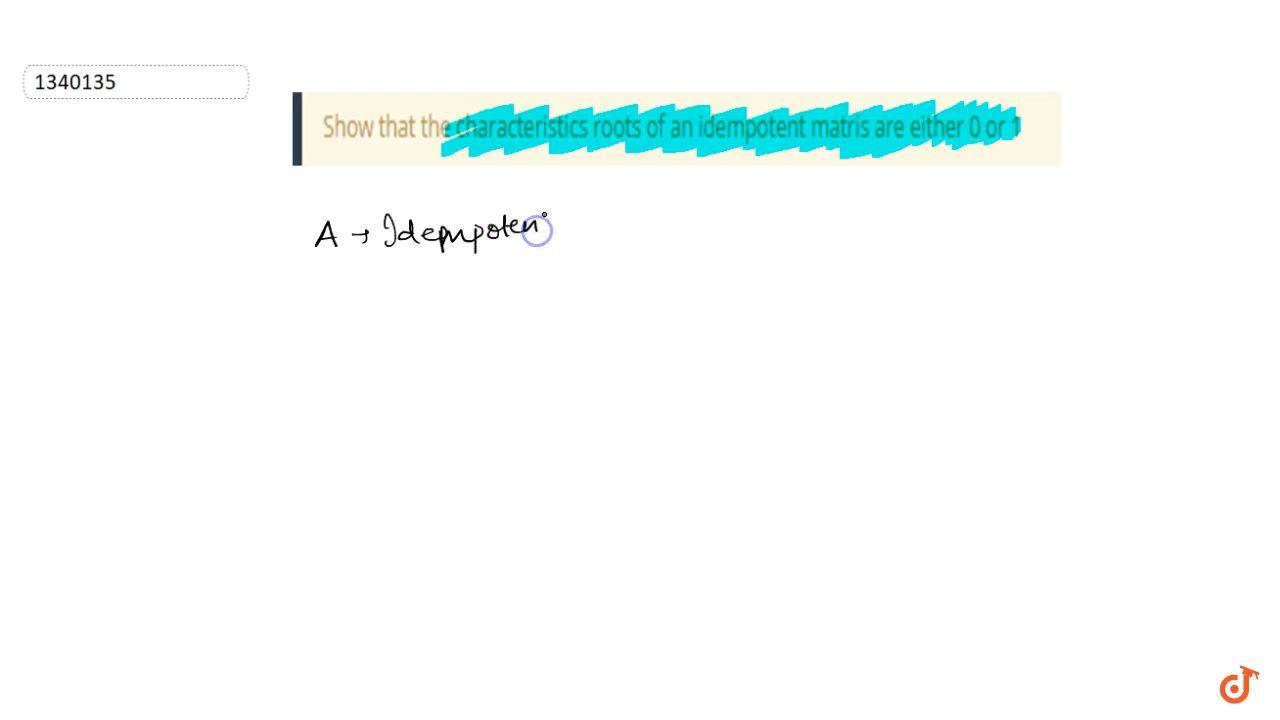 1340135
Show that the characteristics roots of an idempotent matris are either 0 or 1
A → Idempoten